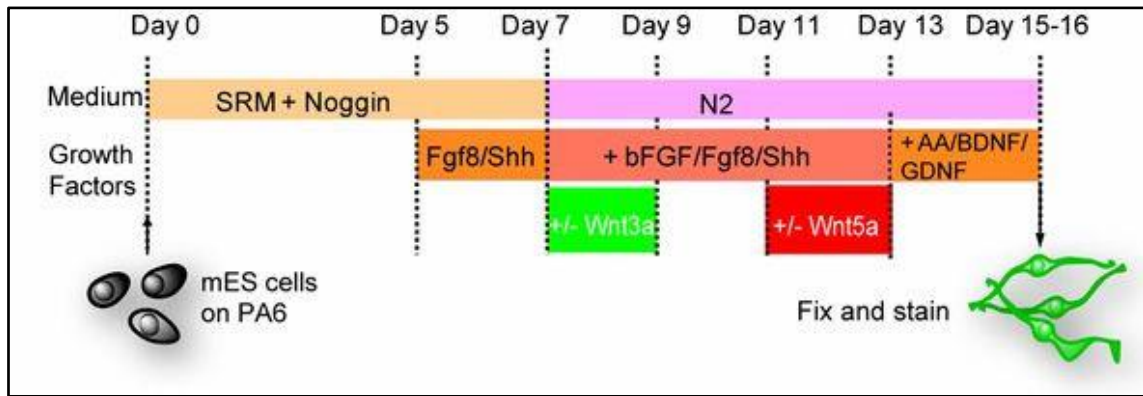 Day 0 Day 5 Day 7 Day 9 Day 11 Day 13 Day 15-16
Medium
SRM + Noggin
N2
Growth
Factors
Fgf8/Shh
+ bFGF/Fgf8/Shh
+ AA/BDNF/
GDNF
+/- Wnt3a
+/- Wnt5a
mES cells
on PA6
Fix and stain